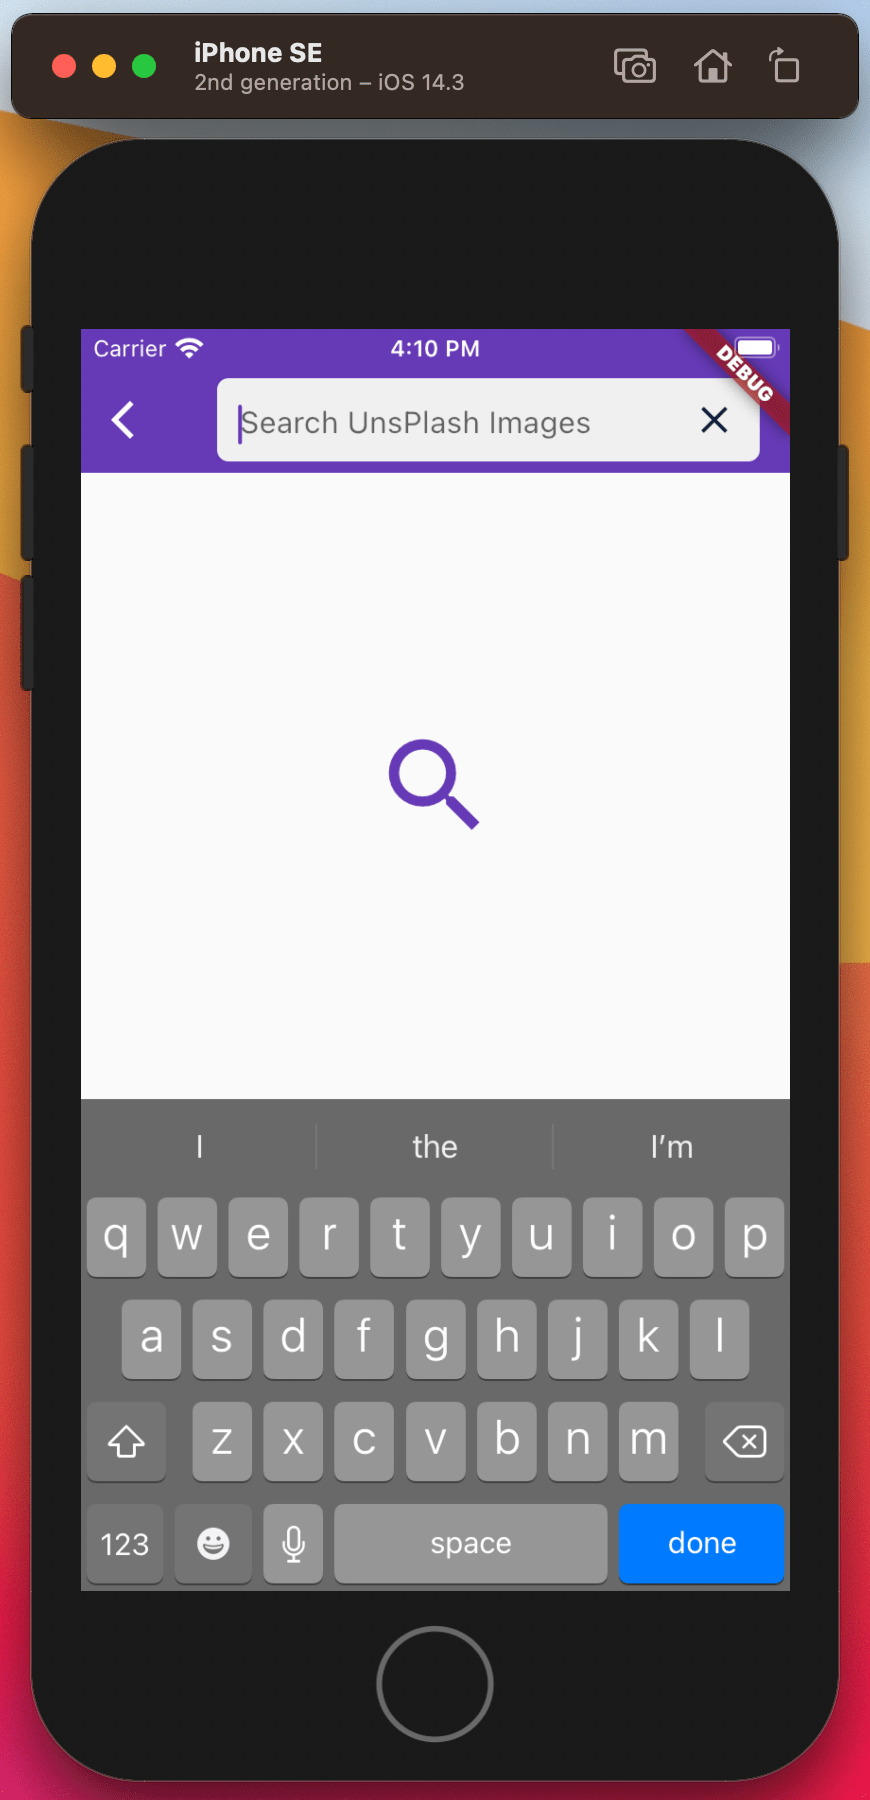 iPhone SE
2nd generation – iOS 14.3
Carrier 4:10 PM
DEBUG
Search UnsPlash Images
I the I’m
q w e r t y u i o p
a s d f g h j k l
z x c v b n m
123 space done